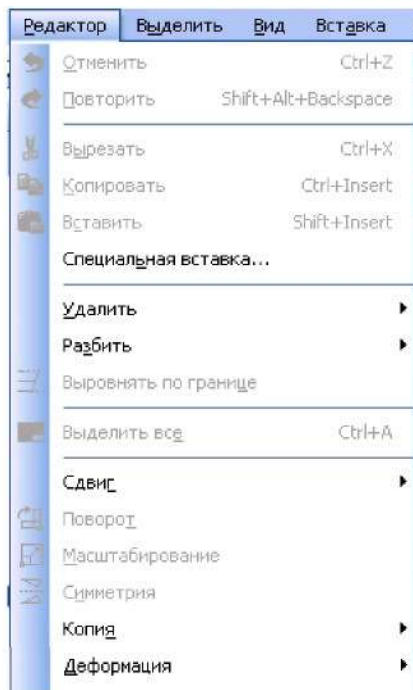 Редактор Выделить Вид Вставка
Отменить Ctrl+Z
Повторить Shift+Alt+Backspace
Вырезать Ctrl+X
Копировать Ctrl+Insert
Вставить Shift+Insert
Специальная вставка...
Удалить
Разбить
Выровнять по границе
Выделить все Ctrl+A
Сдвиг
Поворот
Масштабирование
Симметрия
Копия
Деформация